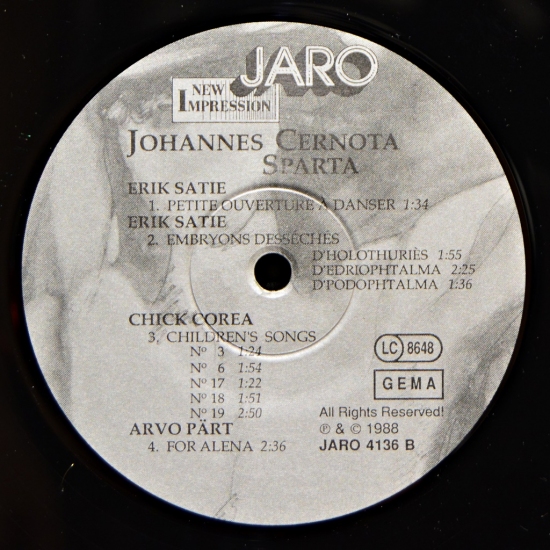 JARO
NEW
IMPRESSION
JOHANNES CERNOTA
SPARTA
ERIK SATIE
1. PETITE OUVERTURE À DANSER 1:34
ERIK SATIE
2. EMBRYONS DESSÉCHÉS
D'HOLOTHURIÈS 1:55
D'EDRIOPHTALMA 2:25
D'PODOPHTALMA 1:36
CHICK COREA
3. CHILDREN'S SONGS
Nº 3 1:24
Nº 6 1:54
Nº 17 1:22
Nº 18 1:51
Nº 19 2:50
LC 8648
GEMA
ARVO PÄRT
4. FOR ALENA 2:36
All Rights Reserved!
℗ & © 1988
JARO 4136 B